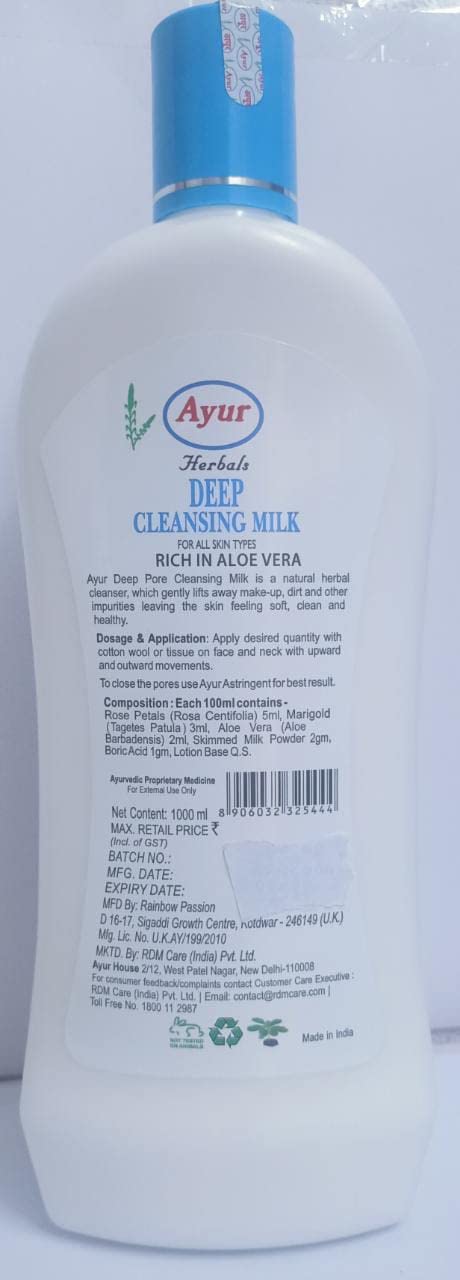 Ayur
Herbals
DEEP
CLEANSING MILK
FOR ALL SKIN TYPES
RICH IN ALOE VERA
Ayur Deep Pore Cleansing Milk is a natural herbal
cleanser, which gently lifts away make-up, dirt and other
impurities leaving the skin feeling soft, clean and
healthy.
Dosage & Application: Apply desired quantity with
cotton wool or tissue on face and neck with upward
and outward movements.
To close the pores use Ayur Astringent for best result.
Composition : Each 100ml contains -
Rose Petals (Rosa Centifolia) 5ml, Marigold
(Tagetes Patula) 3ml, Aloe Vera (Aloe
Barbadensis) 2ml, Skimmed Milk Powder 2gm,
Boric Acid 1gm, Lotion Base Q.S.
Ayurvedic Proprietary Medicine
For External Use Only
8 906032 325444
Net Content: 1000 ml
MAX. RETAIL PRICE ₹
(Incl. of GST)
BATCH NO.:
MFG. DATE:
EXPIRY DATE:
MFD By: Rainbow Passion
D 16-17, Sigaddi Growth Centre, Kotdwar - 246149 (U.K.)
Mfg. Lic. No. U.K.AY/199/2010
MKTD. By: RDM Care (India) Pvt. Ltd.
Ayur House 2/12, West Patel Nagar, New Delhi-110008
For consumer feedback/complaints contact Customer Care Executive :
RDM Care (India) Pvt. Ltd. | Email: contact@rdmcare.com |
Toll Free No. 1800 11 2987
NOT TESTED
ON ANIMALS
Made in India